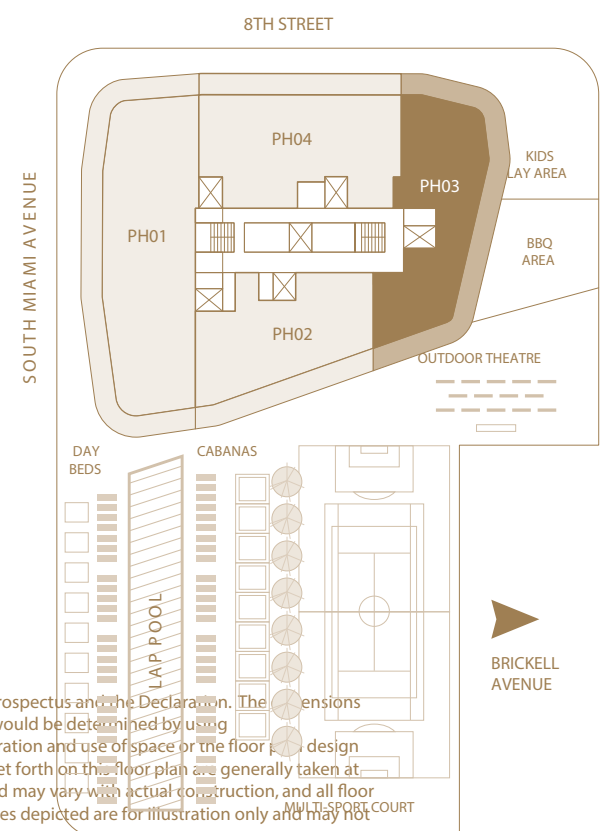 8TH STREET
SOUTH MIAMI AVENUE
PH04
KIDS
LAY AREA
PH03
PH01
BBQ
AREA
PH02
OUTDOOR THEATRE
DAY
BEDS
CABANAS
LAP POOL
BRICKELL
AVENUE
rospectus and the Declaration. The ensions
would be determined by using
ration and use of space or the floor design
et forth on this floor plan are generally taken at
d may vary with actual construction, and all floor
MULTI-SPORT COURT
es depicted are for illustration only and may not